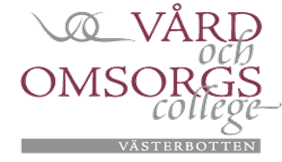 VÅRD
och
OMSORGS
college
VÄSTERBOTTEN